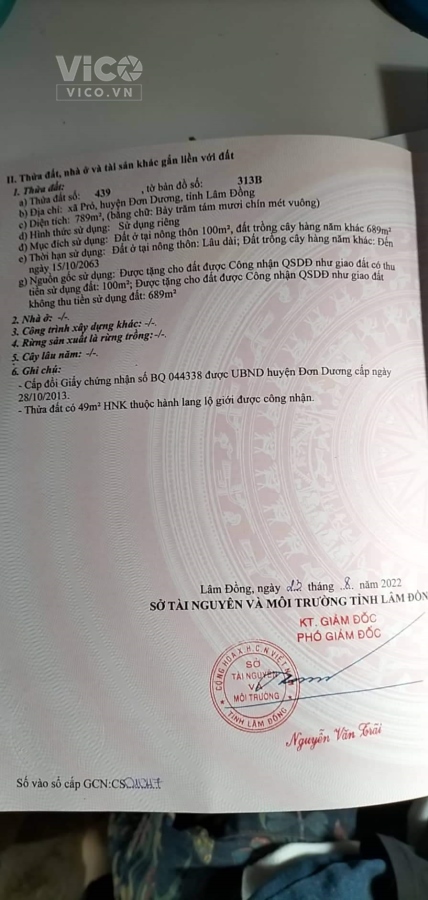 ViCO
VICO.VN
II. Thửa đất, nhà ở và tài sản khác gắn liền với đất
1. Thửa đất:
a) Thửa đất số: 439 , tờ bản đồ số: 313B
b) Địa chỉ: xã Pró, huyện Đơn Dương, tỉnh Lâm Đồng
c) Diện tích: 789m², (bằng chữ: Bảy trăm tám mươi chín mét vuông)
d) Hình thức sử dụng: Sử dụng riêng
đ) Mục đích sử dụng: Đất ở tại nông thôn 100m², đất trồng cây hàng năm khác 689m²
e) Thời hạn sử dụng: Đất ở tại nông thôn: Lâu dài; Đất trồng cây hàng năm khác: Đến
ngày 15/10/2063
g) Nguồn gốc sử dụng: Được tặng cho đất được Công nhận QSDĐ như giao đất có thu
tiền sử dụng đất: 100m²; Được tặng cho đất được Công nhận QSDĐ như giao đất
không thu tiền sử dụng đất: 689m²
2. Nhà ở: -/-.
3. Công trình xây dựng khác: -/-.
4. Rừng sản xuất là rừng trồng:-/-.
5. Cây lâu năm: -/-.
6. Ghi chú:
- Cấp đổi Giấy chứng nhận số BQ 044338 được UBND huyện Đơn Dương cấp ngày
28/10/2013.
- Thửa đất có 49m² HNK thuộc hành lang lộ giới được công nhận.
Lâm Đồng, ngày 22 tháng 8. năm 2022
SỞ TÀI NGUYÊN VÀ MÔI TRƯỜNG TỈNH LÂM ĐỒN
KT. GIÁM ĐỐC
PHÓ GIÁM ĐỐC
CỘNG HÒA X.H.C.N VIỆT N
SỞ
TÀI NGUYÊN
VÀ
MÔI TRƯỜNG
TỈNH LÂM ĐỒNG
Nguyễn Văn Trãi
Số vào sổ cấp GCN:CS